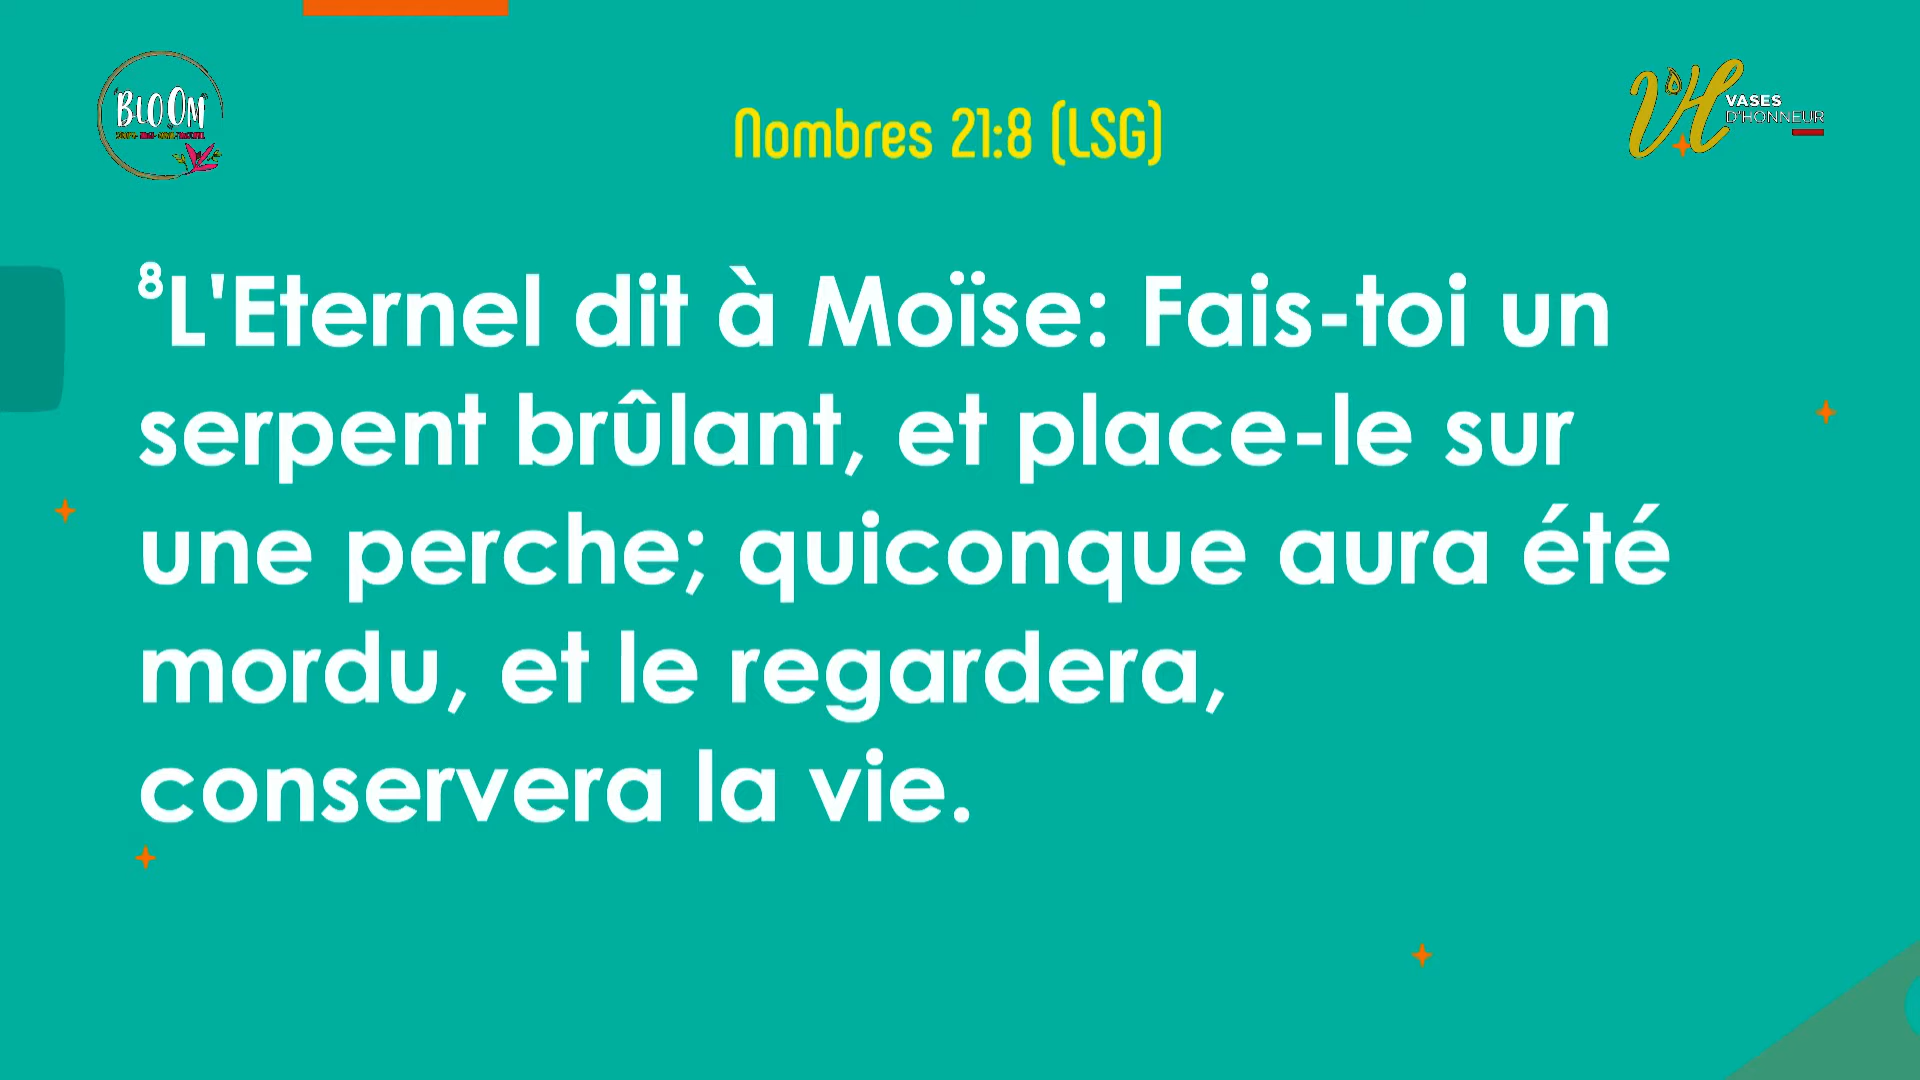 BLOOM
VASES
D'HONNEUR
Nombres 21:8 (LSG)
8L'Eternel dit à Moïse: Fais-toi un
serpent brûlant, et place-le sur
une perche; quiconque aura été
mordu, et le regardera,
conservera la vie.